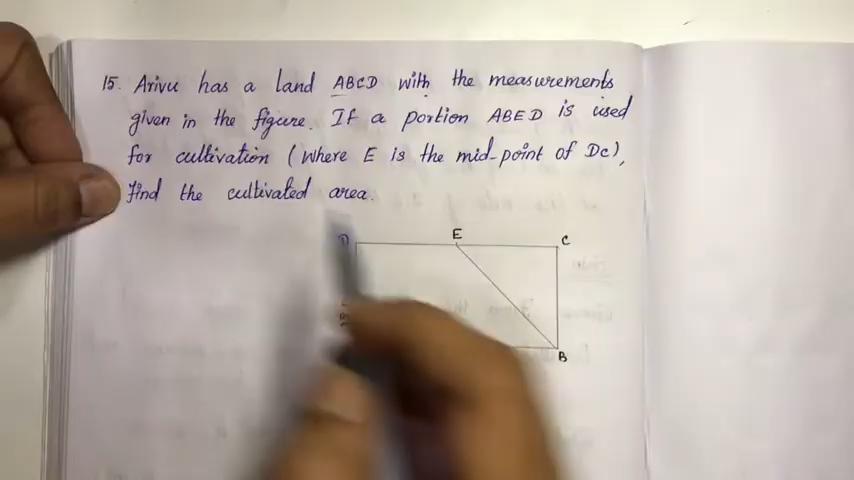 15. Arivu has a land ABCD with the measurements
given in the figure. If a portion ABED is used
for cultivation (where E is the mid-point of Dc),
find the cultivated area.
D E C
B